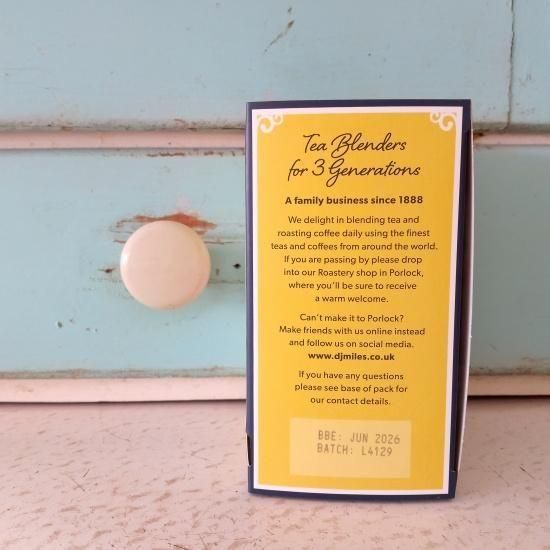 Tea Blenders
for 3 Generations
A family business since 1888
We delight in blending tea and
roasting coffee daily using the finest
teas and coffees from around the world.
If you are passing by please drop
into our Roastery shop in Porlock,
where you'll be sure to receive
a warm welcome.
Can't make it to Porlock?
Make friends with us online instead
and follow us on social media.
www.djmiles.co.uk
If you have any questions
please see base of pack for
our contact details.
BBE: JUN 2026
BATCH: L4129